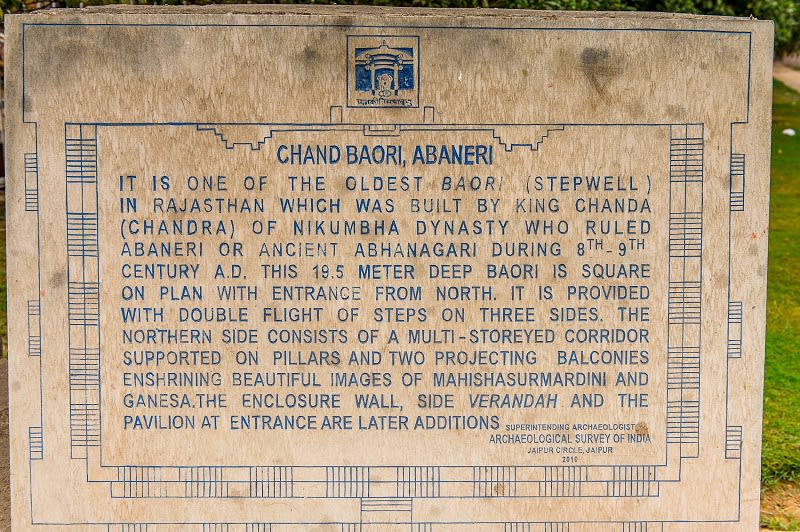 CHAND BAORI, ABANERI
IT IS ONE OF THE OLDEST BAORI (STEPWELL)
IN RAJASTHAN WHICH WAS BUILT BY KING CHANDA
(CHANDRA) OF NIKUMBHA DYNASTY WHO RULED
ABANERI OR ANCIENT ABHANAGARI DURING 8TH-9TH
CENTURY A.D. THIS 19.5 METER DEEP BAORI IS SQUARE
ON PLAN WITH ENTRANCE FROM NORTH. IT IS PROVIDED
WITH DOUBLE FLIGHT OF STEPS ON THREE SIDES. THE
NORTHERN SIDE CONSISTS OF A MULTI-STOREYED CORRIDOR
SUPPORTED ON PILLARS AND TWO PROJECTING BALCONIES
ENSHRINING BEAUTIFUL IMAGES OF MAHISHASURMARDINI AND
GANESA.THE ENCLOSURE WALL, SIDE VERANDAH AND THE
PAVILION AT ENTRANCE ARE LATER ADDITIONS
SUPERINTENDING ARCHAEOLOGIST
ARCHAEOLOGICAL SURVEY OF INDIA
JAIPUR CIRCLE, JAIPUR
2010